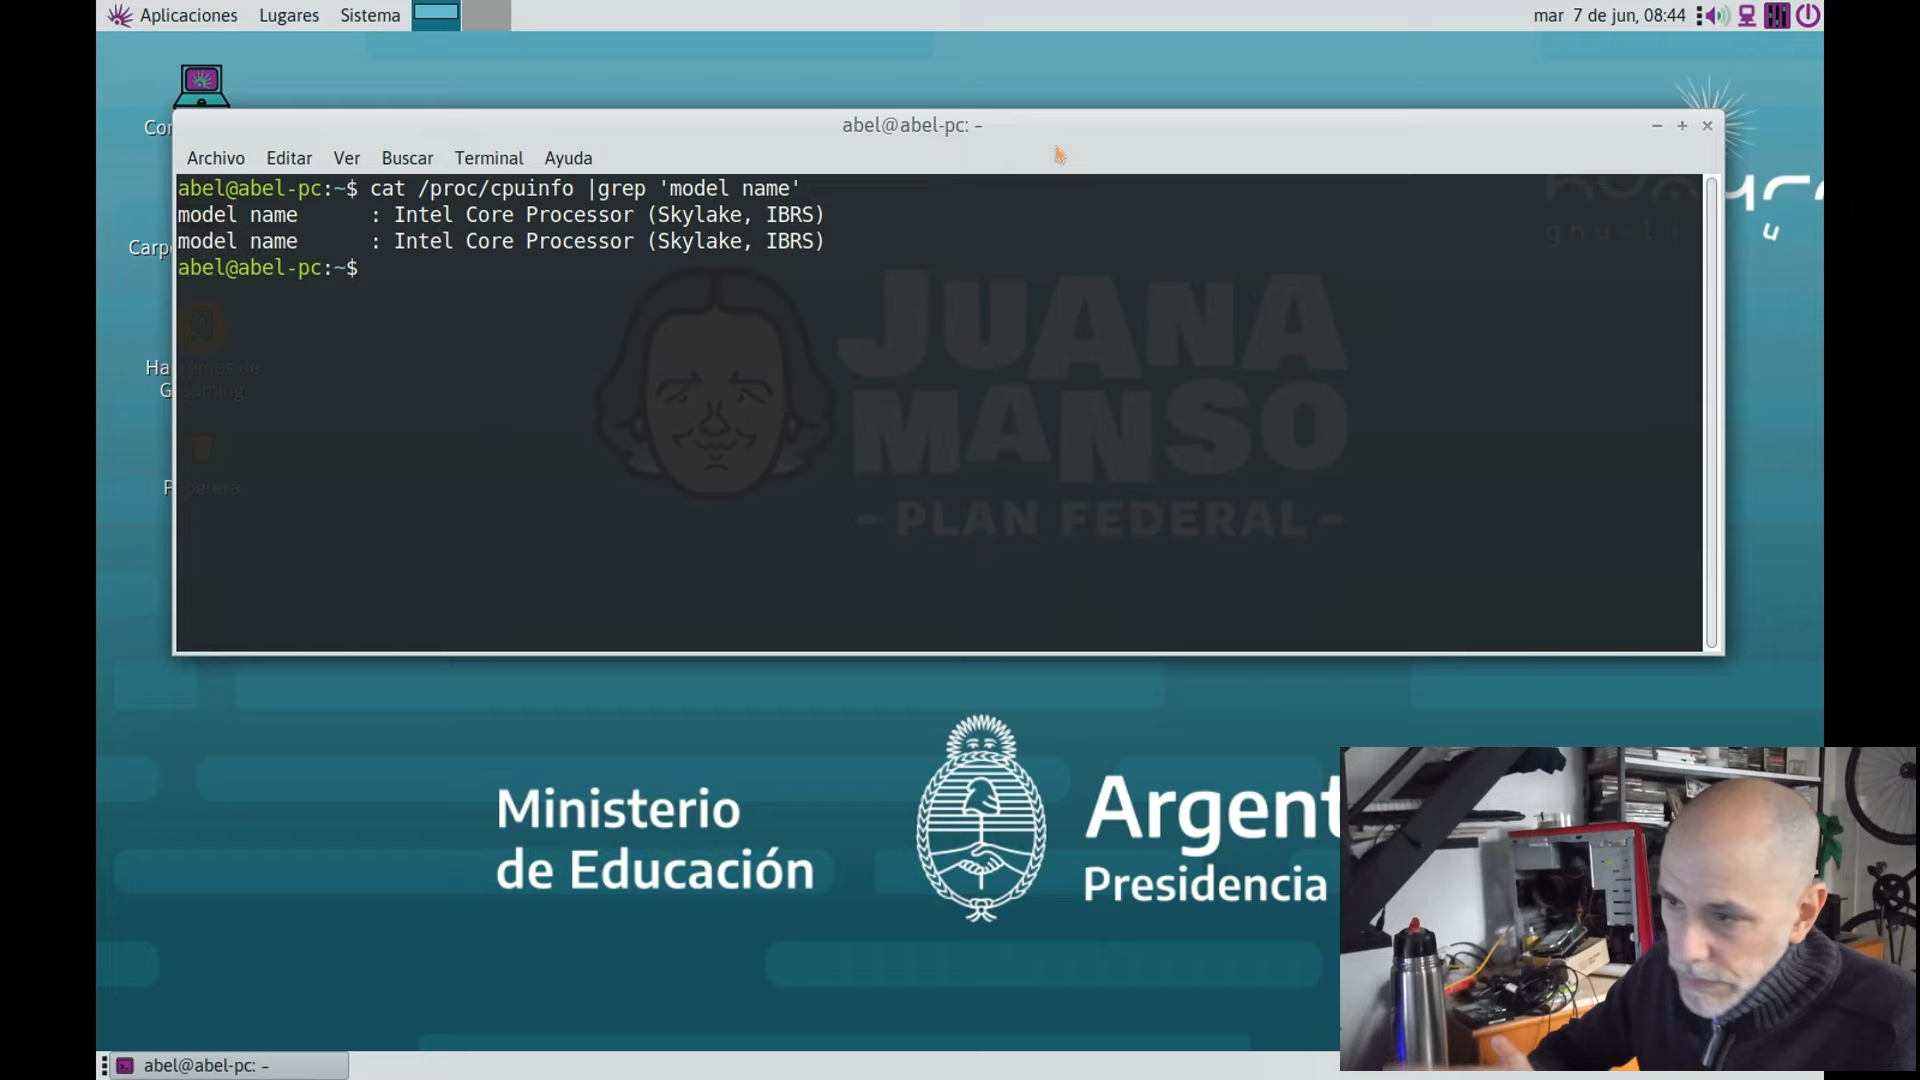 Aplicaciones Lugares Sistema
mar 7 de jun, 08:44
abel@abel-pc: ~
Archivo Editar Ver Buscar Terminal Ayuda
abel@abel-pc:~$ cat /proc/cpuinfo |grep 'model name'
model name : Intel Core Processor (Skylake, IBRS)
model name : Intel Core Processor (Skylake, IBRS)
abel@abel-pc:~$
JUANA
MANSO
- PLAN FEDERAL -
Papelera
Ministerio
de Educación
Argent
Presidencia
abel@abel-pc: ~